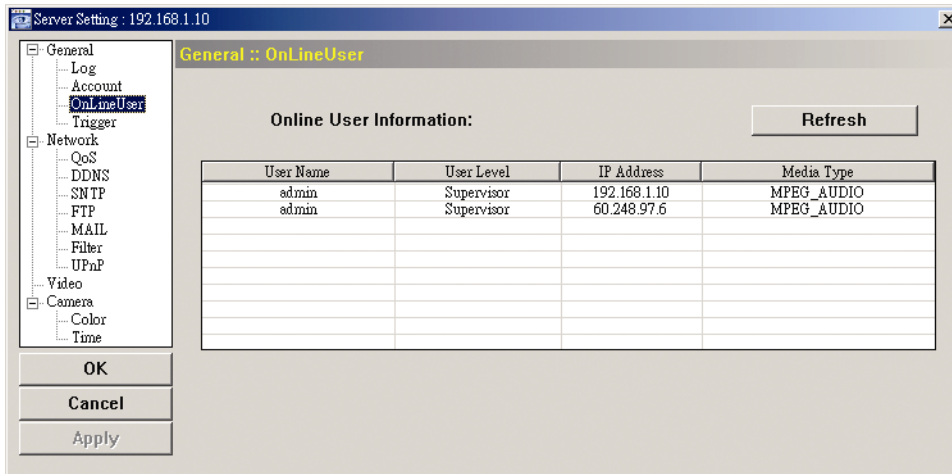 Server Setting : 192.168.1.10
General
Log
Account
OnLineUser
Trigger
Network
QoS
DDNS
SNTP
FTP
MAIL
Filter
UPnP
Video
Camera
Color
Time
OK
Cancel
Apply
General :: OnLineUser
Online User Information:
Refresh
User Name User Level IP Address Media Type
admin Supervisor 192.168.1.10 MPEG_AUDIO
admin Supervisor 60.248.97.6 MPEG_AUDIO